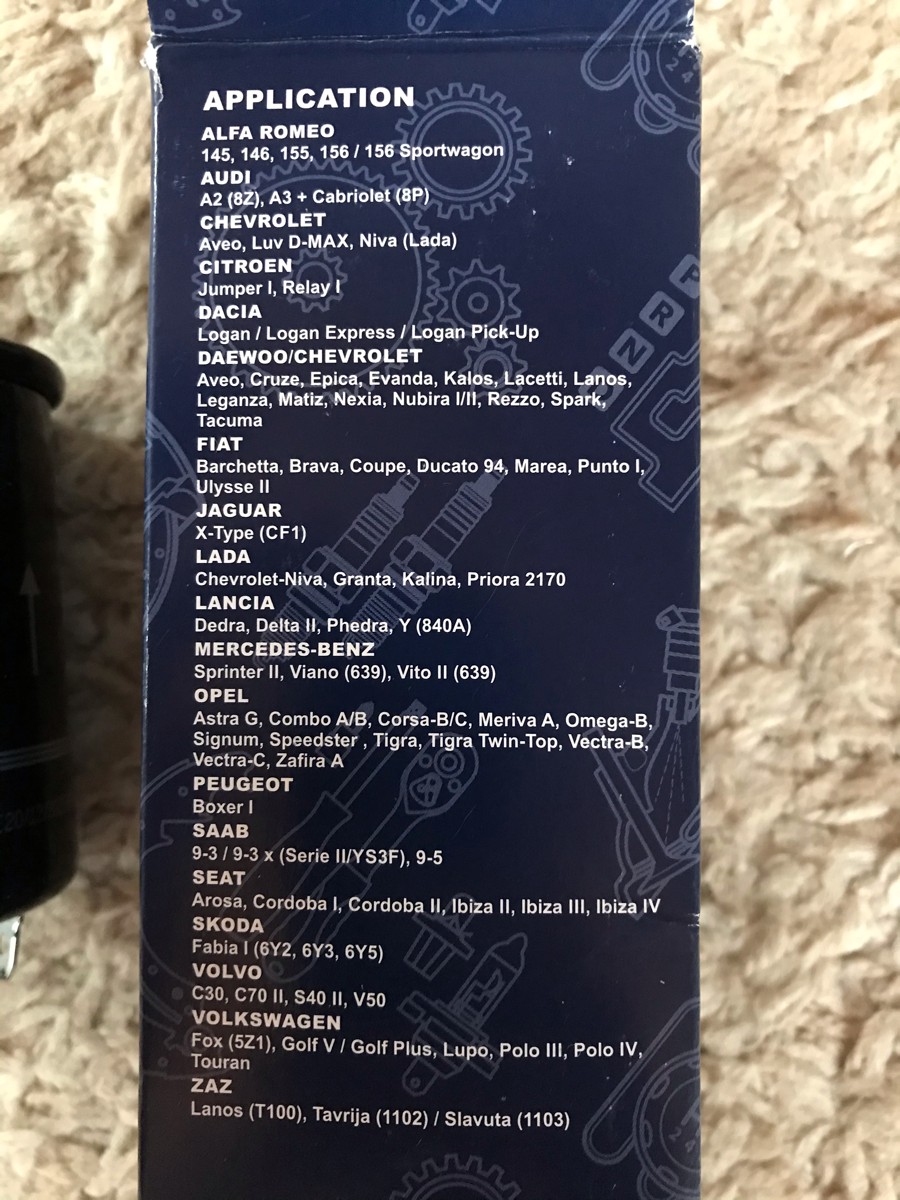 APPLICATION
ALFA ROMEO
145, 146, 155, 156 / 156 Sportwagon
AUDI
A2 (8Z), A3 + Cabriolet (8P)
CHEVROLET
Aveo, Luv D-MAX, Niva (Lada)
CITROEN
Jumper I, Relay I
DACIA
Logan / Logan Express / Logan Pick-Up
DAEWOO/CHEVROLET
Aveo, Cruze, Epica, Evanda, Kalos, Lacetti, Lanos,
Leganza, Matiz, Nexia, Nubira I/II, Rezzo, Spark,
Tacuma
FIAT
Barchetta, Brava, Coupe, Ducato 94, Marea, Punto I,
Ulysse II
JAGUAR
X-Type (CF1)
LADA
Chevrolet-Niva, Granta, Kalina, Priora 2170
LANCIA
Dedra, Delta II, Phedra, Y (840A)
MERCEDES-BENZ
Sprinter II, Viano (639), Vito II (639)
OPEL
Astra G, Combo A/B, Corsa-B/C, Meriva A, Omega-B,
Signum, Speedster , Tigra, Tigra Twin-Top, Vectra-B,
Vectra-C, Zafira A
PEUGEOT
Boxer I
SAAB
9-3 / 9-3 x (Serie II/YS3F), 9-5
SEAT
Arosa, Cordoba I, Cordoba II, Ibiza II, Ibiza III, Ibiza IV
SKODA
Fabia I (6Y2, 6Y3, 6Y5)
VOLVO
C30, C70 II, S40 II, V50
VOLKSWAGEN
Fox (5Z1), Golf V / Golf Plus, Lupo, Polo III, Polo IV,
Touran
ZAZ
Lanos (T100), Tavrija (1102) / Slavuta (1103)